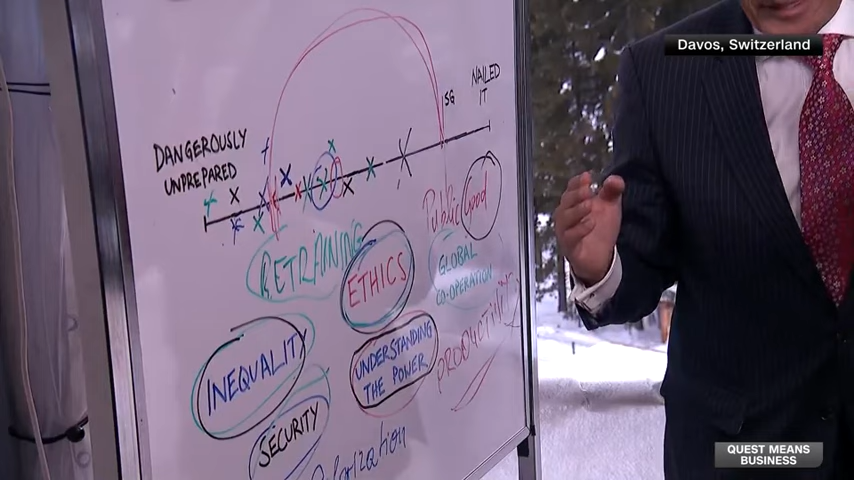 Davos, Switzerland
NAILED
IT
SG
DANGEROUSLY
UNPREPARED
Public Good
RETRAINING
ETHICS
GLOBAL
CO-OPERATION
PRODUCTIVITY
INEQUALITY
UNDERSTANDING
THE POWER
SECURITY
QUEST MEANS
BUSINESS